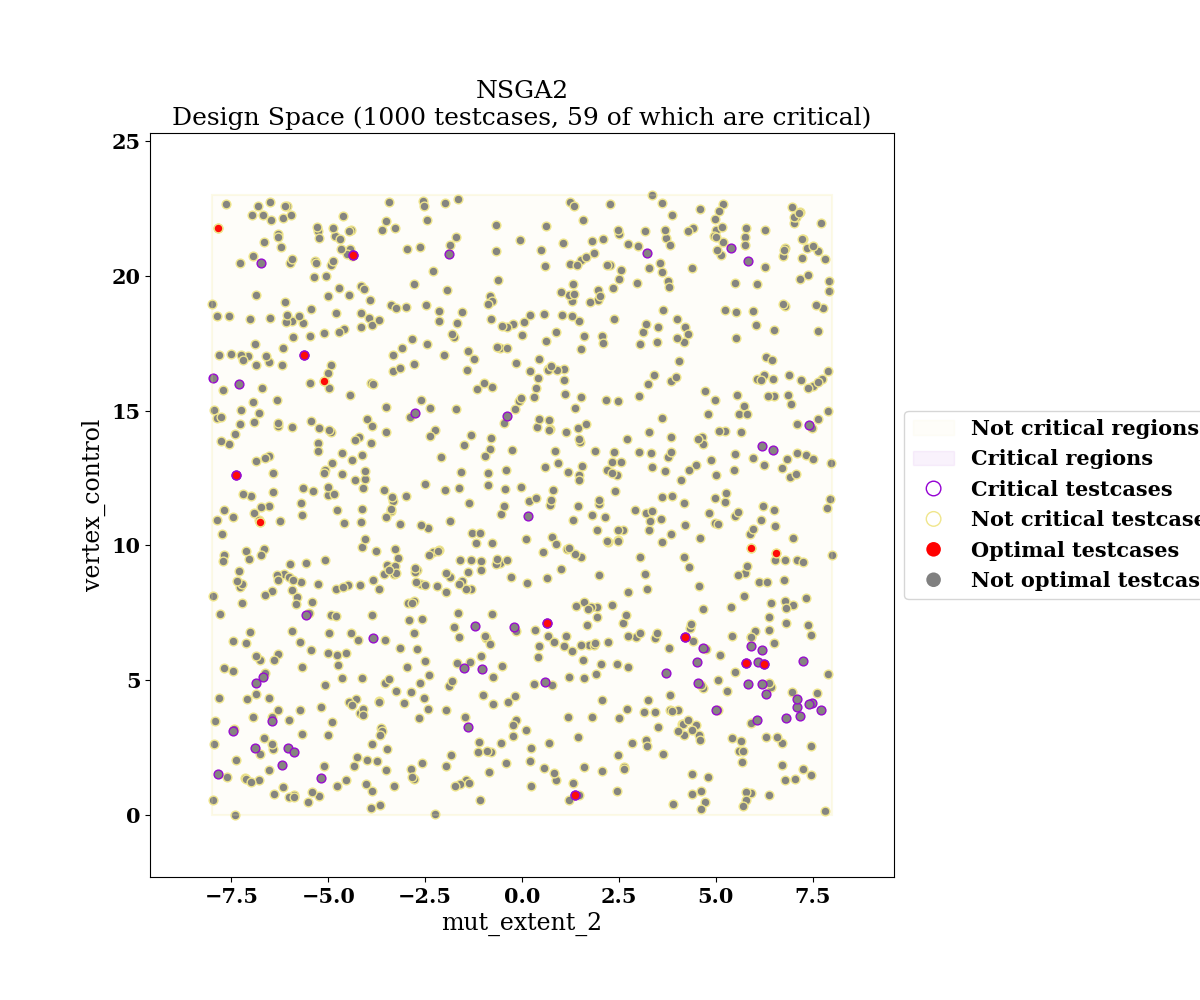 NSGA2
Design Space (1000 testcases, 59 of which are critical)
25
20
15
10
5
0
vertex_control
−7.5 −5.0 −2.5 0.0 2.5 5.0 7.5
mut_extent_2
Not critical regions
Critical regions
Critical testcases
Not critical testcase
Optimal testcases
Not optimal testcas